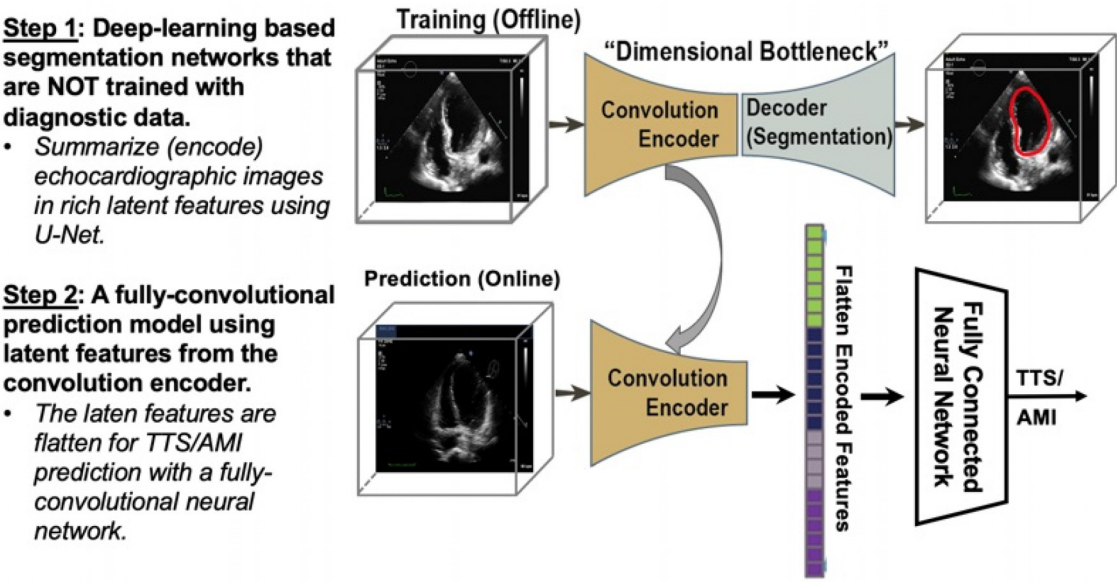 Step 1: Deep-learning based
segmentation networks that
are NOT trained with
diagnostic data.
• Summarize (encode)
echocardiographic images
in rich latent features using
U-Net.
Step 2: A fully-convolutional
prediction model using
latent features from the
convolution encoder.
• The laten features are
flatten for TTS/AMI
prediction with a fully-
convolutional neural
network.
Training (Offline)
“Dimensional Bottleneck”
Convolution
Encoder
Decoder
(Segmentation)
Prediction (Online)
Convolution
Encoder
Flatten Encoded Features
Fully Connected
Neural Network
TTS/
AMI